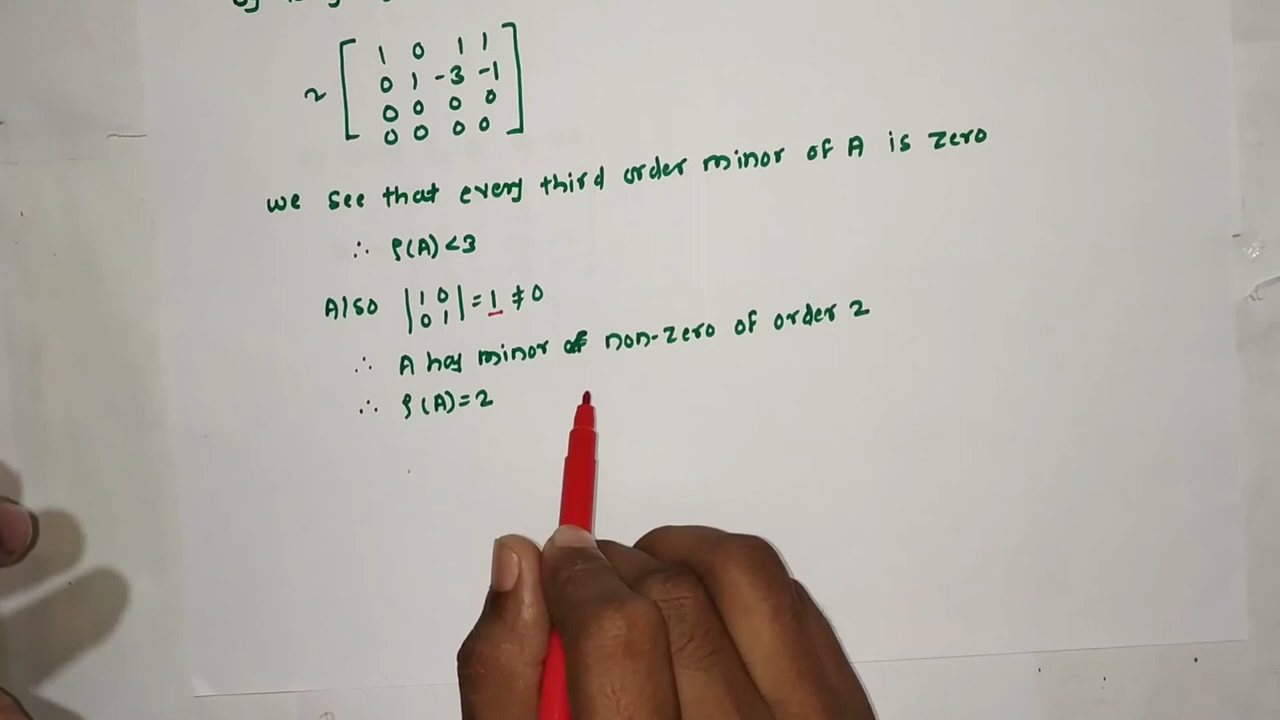 ~ [ 1 0 1 1
0 1 -3 -1
0 0 0 0
0 0 0 0 ]
we see that every third order minor of A is zero
∴ ρ(A)<3
Also |1 0
0 1| = 1 ≠ 0
∴ A has minor of non-zero of order 2
∴ ρ(A)=2